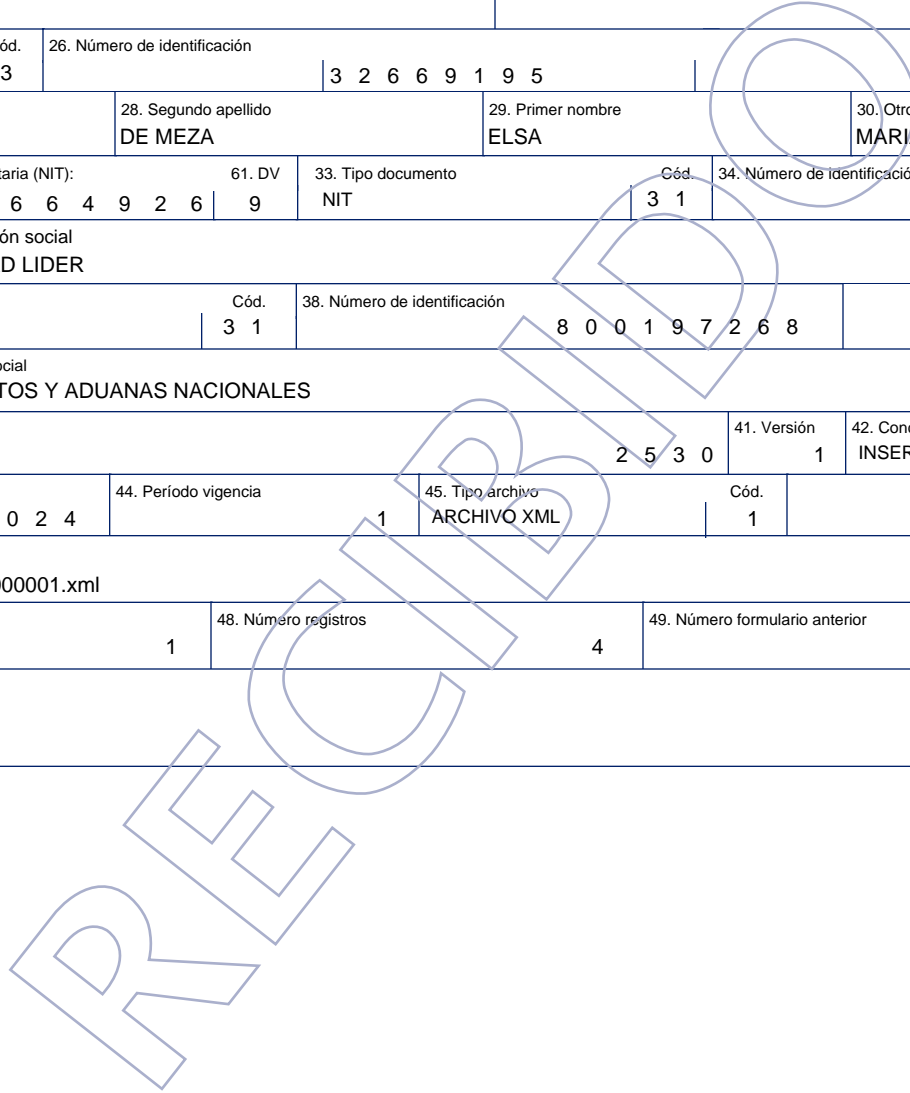 ód. 26. Número de identificación
3 3 2 6 6 9 1 9 5
28. Segundo apellido 29. Primer nombre 30. Otro
DE MEZA ELSA MARIA
taria (NIT): 61. DV 33. Tipo documento Cód. 34. Número de identificació
6 6 4 9 2 6 9 NIT 3 1
ón social
D LIDER
Cód. 38. Número de identificación
3 1 8 0 0 1 9 7 2 6 8
ocial
TOS Y ADUANAS NACIONALES
41. Versión 42. Conc
2 5 3 0 1 INSER
44. Período vigencia 45. Tipo archivo Cód.
0 2 4 1 ARCHIVO XML 1
000001.xml
48. Número registros 49. Número formulario anterior
1 4
RECIBIDO